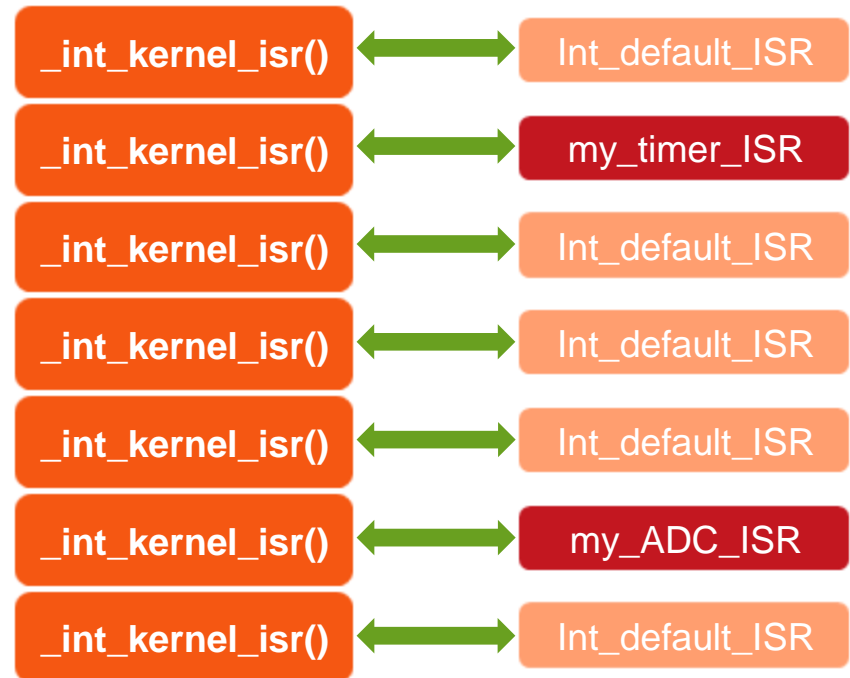 _int_kernel_isr() Int_default_ISR
_int_kernel_isr() my_timer_ISR
_int_kernel_isr() Int_default_ISR
_int_kernel_isr() Int_default_ISR
_int_kernel_isr() Int_default_ISR
_int_kernel_isr() my_ADC_ISR
_int_kernel_isr() Int_default_ISR